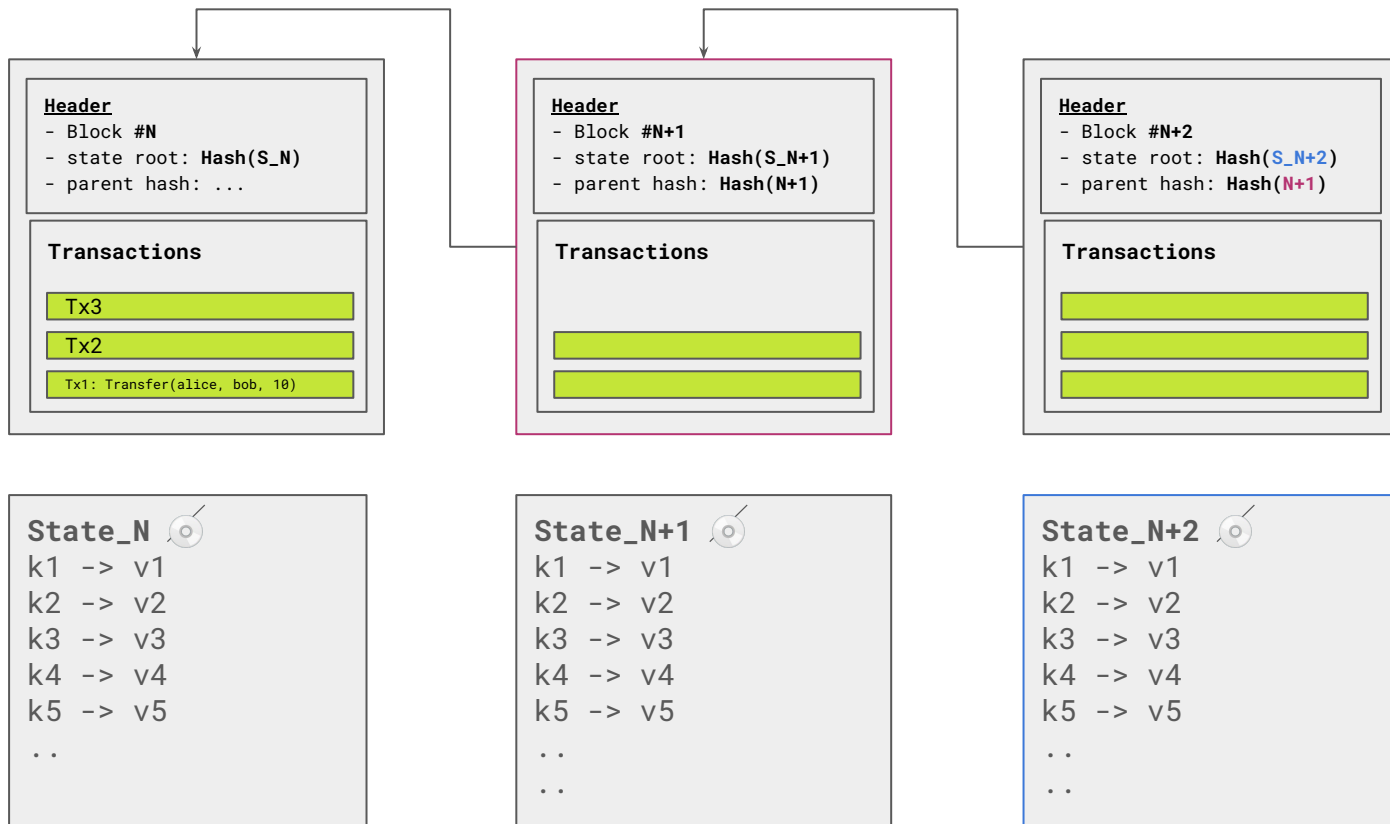 Header
- Block #N
- state root: Hash(S_N)
- parent hash: ...
Transactions
Tx3
Tx2
Tx1: Transfer(alice, bob, 10)
Header
- Block #N+1
- state root: Hash(S_N+1)
- parent hash: Hash(N+1)
Transactions
Header
- Block #N+2
- state root: Hash(S_N+2)
- parent hash: Hash(N+1)
Transactions
State_N
k1 -> v1
k2 -> v2
k3 -> v3
k4 -> v4
k5 -> v5
..
State_N+1
k1 -> v1
k2 -> v2
k3 -> v3
k4 -> v4
k5 -> v5
..
..
State_N+2
k1 -> v1
k2 -> v2
k3 -> v3
k4 -> v4
k5 -> v5
..
..